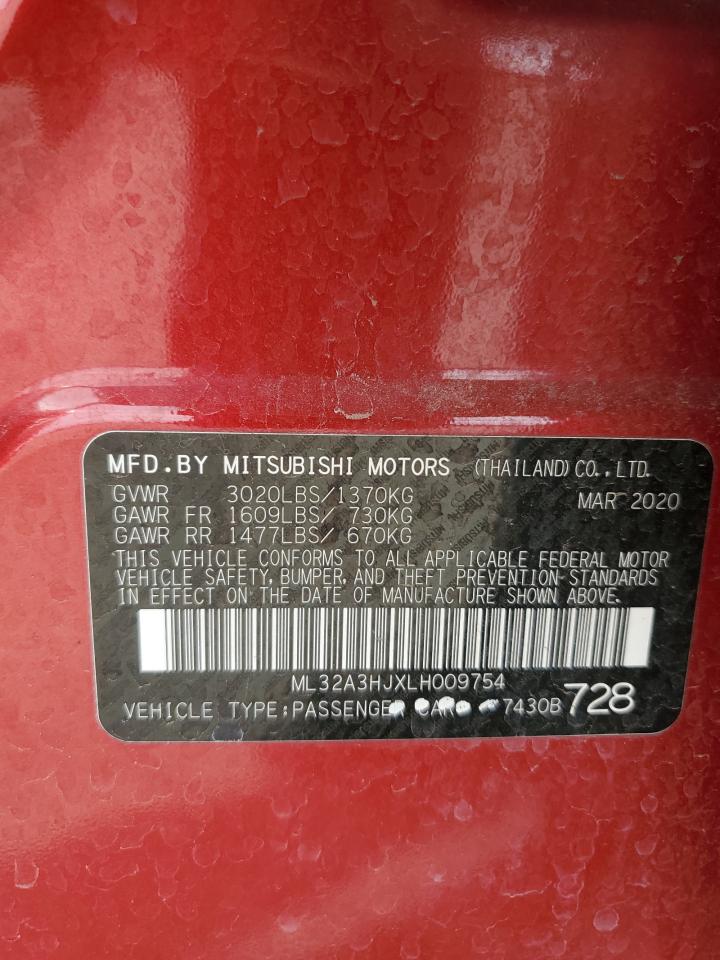 MFD.BY MITSUBISHI MOTORS (THAILAND) CO.,LTD.
GVWR 3020LBS/1370KG MAR 2020
GAWR FR 1609LBS/ 730KG
GAWR RR 1477LBS/ 670KG
THIS VEHICLE CONFORMS TO ALL APPLICABLE FEDERAL MOTOR
VEHICLE SAFETY, BUMPER, AND THEFT PREVENTION STANDARDS
IN EFFECT ON THE DATE OF MANUFACTURE SHOWN ABOVE.
ML32A3HJXLH009754
VEHICLE TYPE:PASSENGER CAR 7430B 728